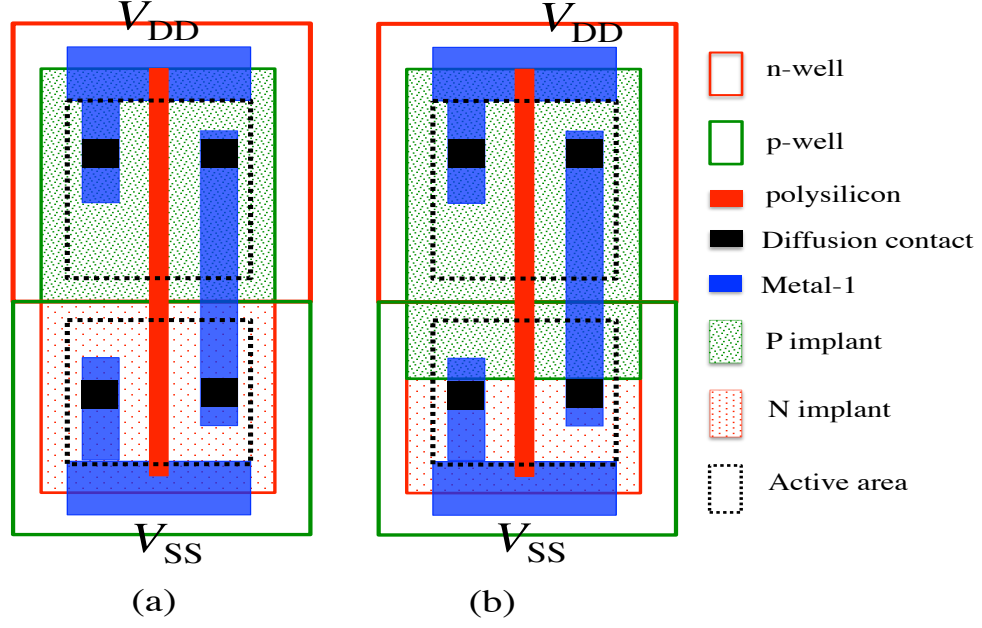 VDD
VDD
n-well
p-well
polysilicon
Diffusion contact
Metal-1
P implant
N implant
Active area
VSS
VSS
(a)
(b)